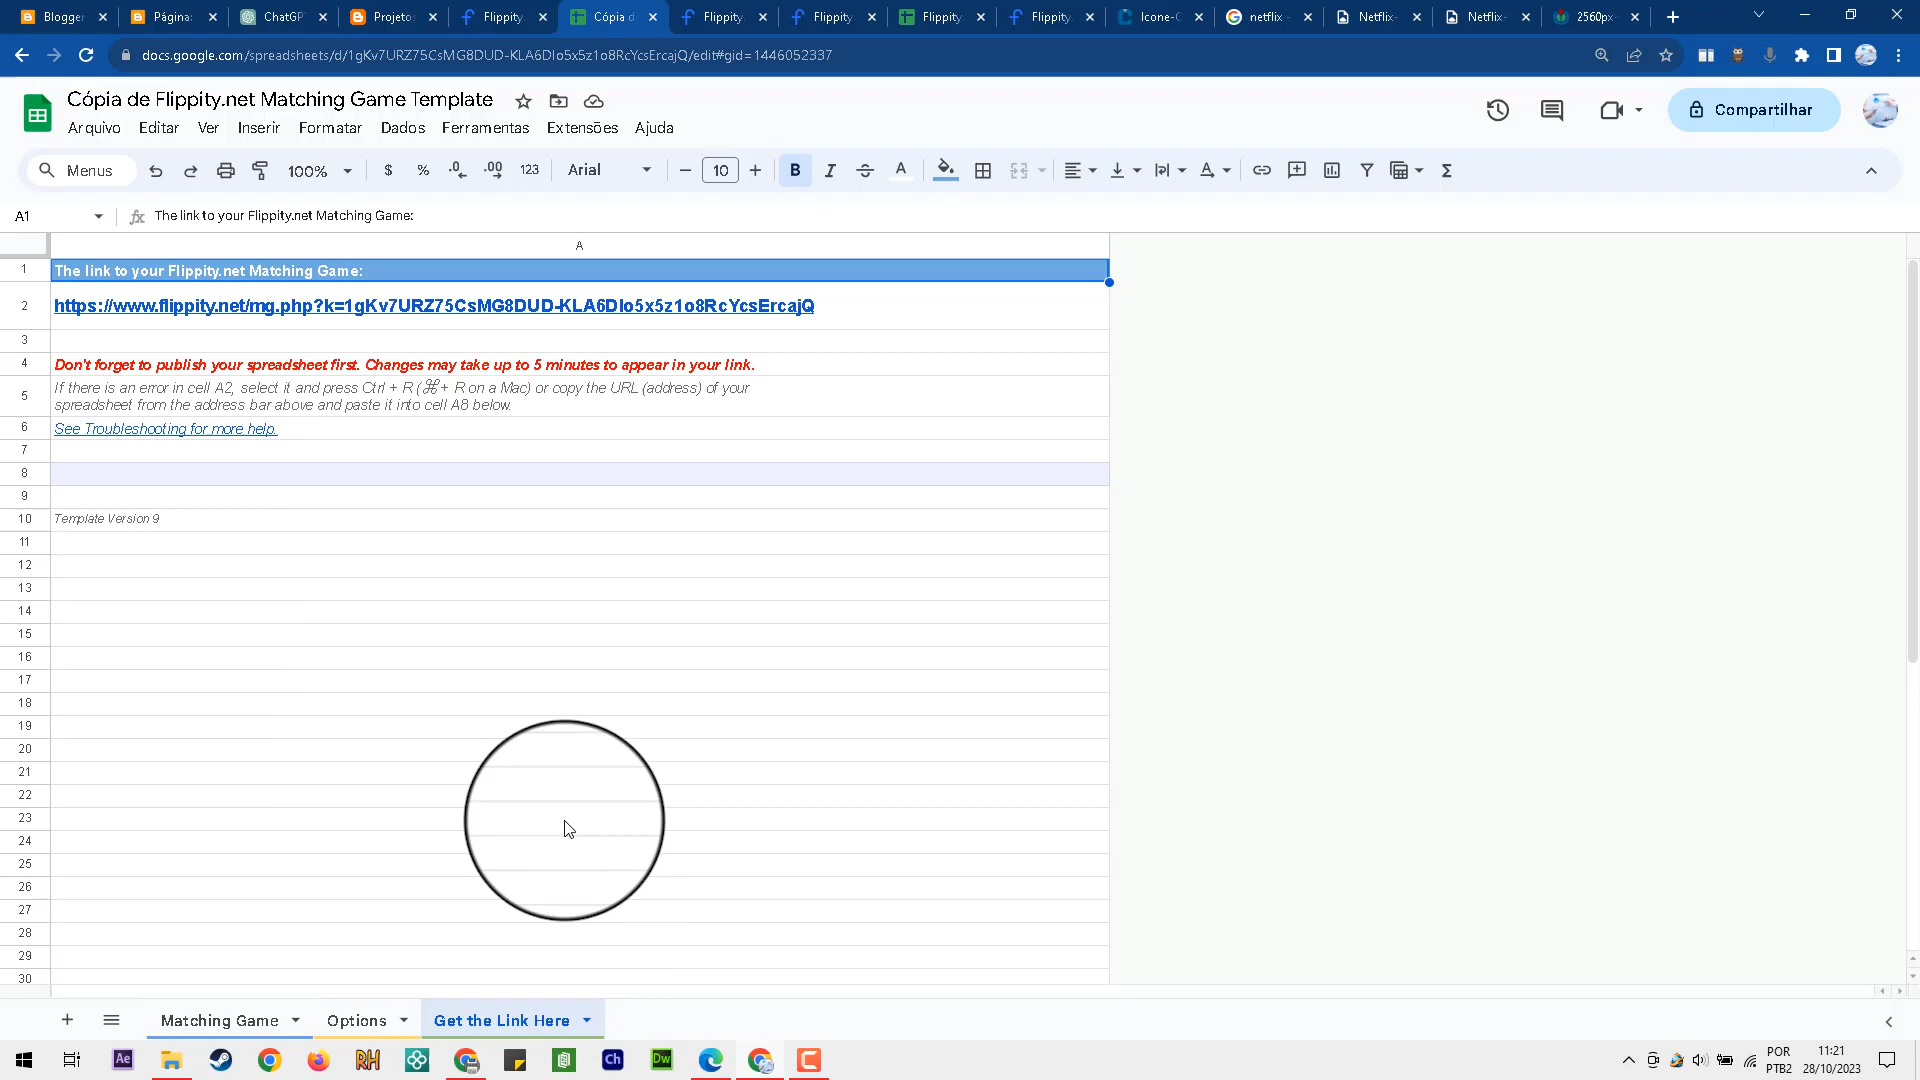 Blogger
Página:
ChatGP
Projetos
Flippity.
Cópia d
Flippity.
Flippity
Flippity.
Flippity
Icone-C
netflix -
Netflix-
Netflix-
2560px-
docs.google.com/spreadsheets/d/1gKv7URZ75CsMG8DUD-KLA6DIo5x5z1o8RcYcsErcajQ/edit#gid=1446052337
Cópia de Flippity.net Matching Game Template
Arquivo Editar Ver Inserir Formatar Dados Ferramentas Extensões Ajuda
Compartilhar
Menus 100% $ % .0 .00 123 Arial 10 B I A A Σ
A1 fx The link to your Flippity.net Matching Game:
A
1 The link to your Flippity.net Matching Game:
2 https://www.flippity.net/mg.php?k=1gKv7URZ75CsMG8DUD-KLA6DIo5x5z1o8RcYcsErcajQ
3
4 Don't forget to publish your spreadsheet first. Changes may take up to 5 minutes to appear in your link.
5 If there is an error in cell A2, select it and press Ctrl + R (⌘+ R on a Mac) or copy the URL (address) of your
spreadsheet from the address bar above and paste it into cell A8 below.
6 See Troubleshooting for more help.
7
8
9
10 Template Version 9
11
12
13
14
15
16
17
18
19
20
21
22
23
24
25
26
27
28
29
30
+ Matching Game Options Get the Link Here
Ae RH Ch Dw
POR
PTB2
11:21
28/10/2023